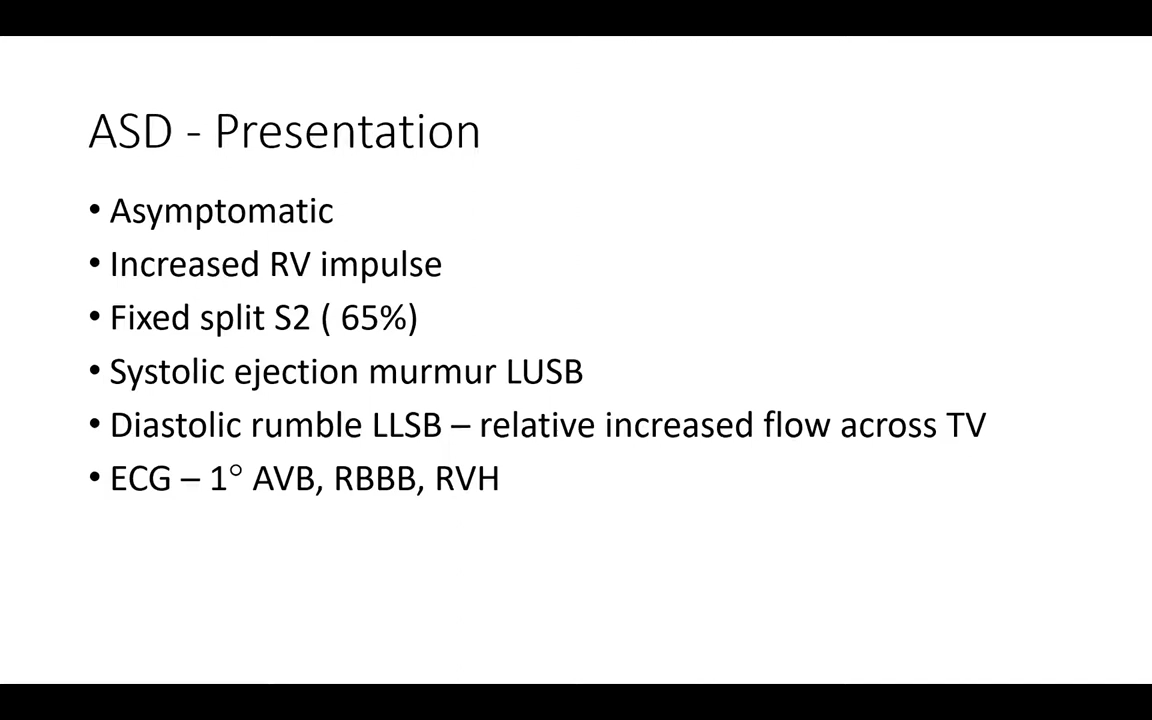 ASD - Presentation
• Asymptomatic
• Increased RV impulse
• Fixed split S2 ( 65%)
• Systolic ejection murmur LUSB
• Diastolic rumble LLSB – relative increased flow across TV
• ECG – 1° AVB, RBBB, RVH